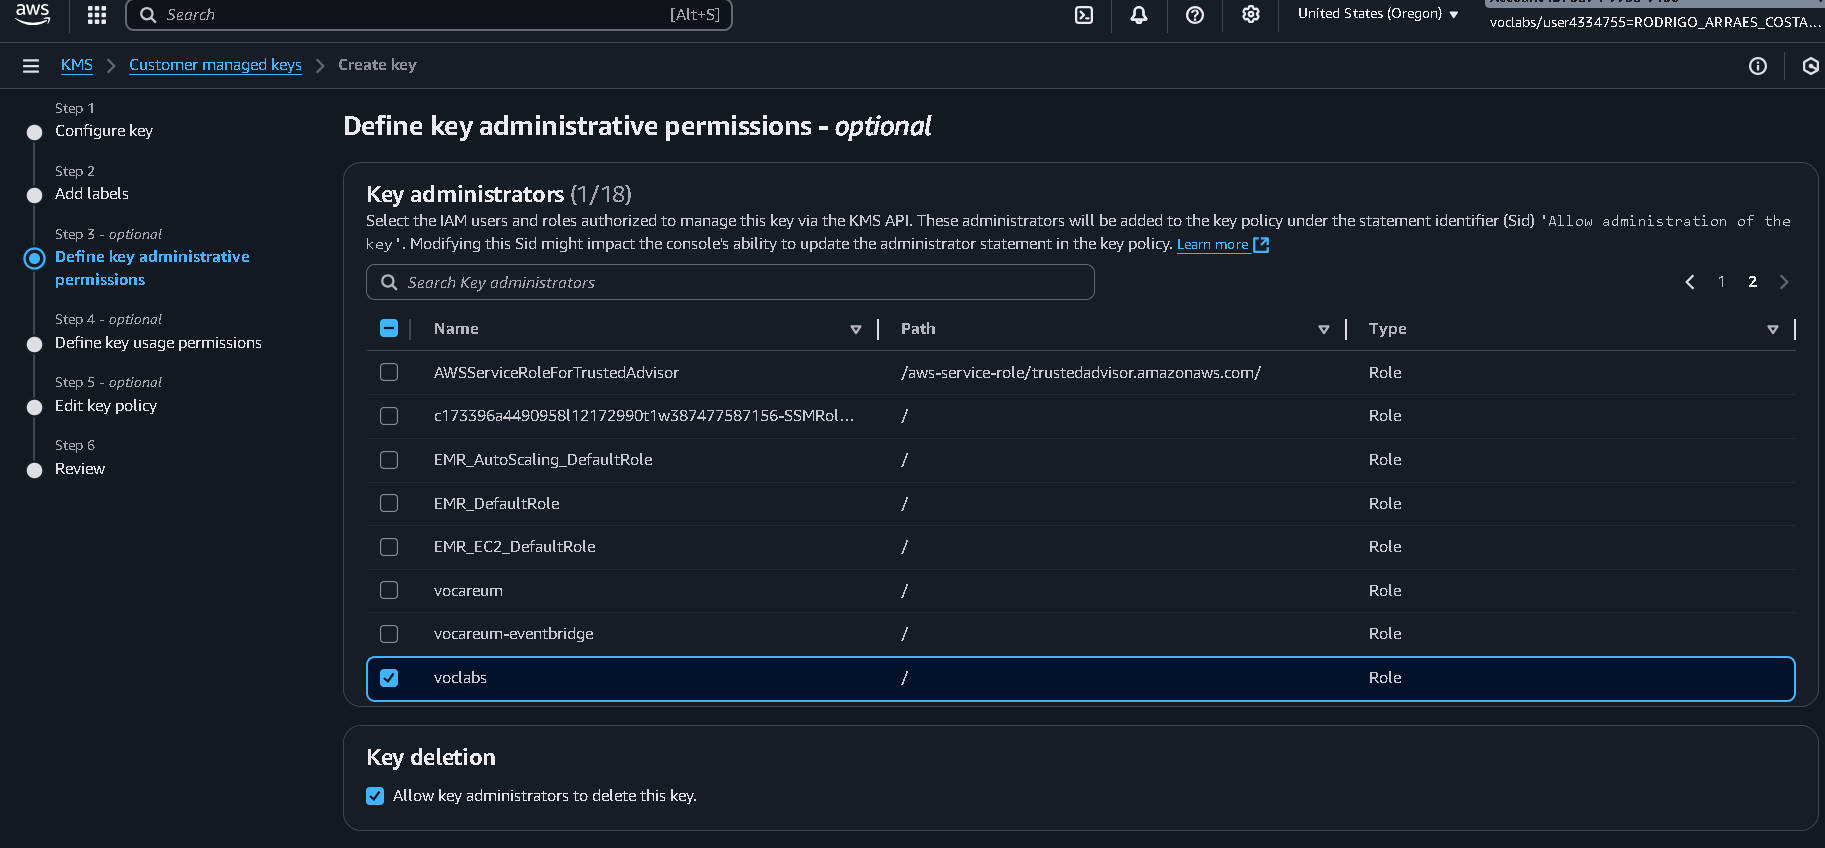 aws
Search
[Alt+S]
United States (Oregon)
voclabs/user4334755=RODRIGO_ARRAES_COSTA...
KMS
Customer managed keys
Create key
Step 1
Configure key
Step 2
Add labels
Step 3 - optional
Define key administrative
permissions
Step 4 - optional
Define key usage permissions
Step 5 - optional
Edit key policy
Step 6
Review
Define key administrative permissions - optional
Key administrators (1/18)
Select the IAM users and roles authorized to manage this key via the KMS API. These administrators will be added to the key policy under the statement identifier (Sid) 'Allow administration of the
key'. Modifying this Sid might impact the console's ability to update the administrator statement in the key policy. Learn more
Search Key administrators
1 2
Name Path Type
AWSServiceRoleForTrustedAdvisor /aws-service-role/trustedadvisor.amazonaws.com/ Role
c173396a4490958l12172990t1w387477587156-SSMRol... / Role
EMR_AutoScaling_DefaultRole / Role
EMR_DefaultRole / Role
EMR_EC2_DefaultRole / Role
vocareum / Role
vocareum-eventbridge / Role
voclabs / Role
Key deletion
Allow key administrators to delete this key.